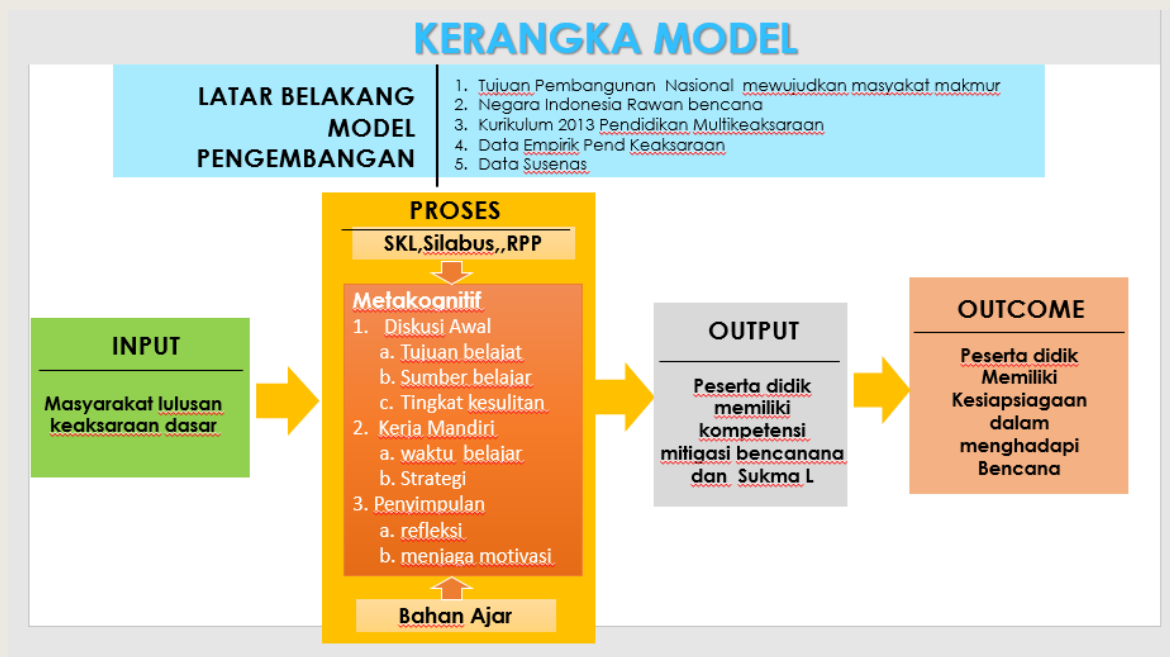 KERANGKA MODEL
LATAR BELAKANG
MODEL
PENGEMBANGAN
1. Tujuan Pembangunan Nasional mewujudkan masyakat makmur
2. Negara Indonesia Rawan bencana
3. Kurikulum 2013 Pendidikan Multikeaksaraan
4. Data Empirik Pend Keaksaraan
5. Data Susenas
INPUT
Masyarakat lulusan
keaksaraan dasar
PROSES
SKL,Silabus,,RPP
Metakognitif
1. Diskusi Awal
a. Tujuan belajat
b. Sumber belajar
c. Tingkat kesulitan
2. Kerja Mandiri
a. waktu belajar
b. Strategi
3. Penyimpulan
a. refleksi
b. menjaga motivasi
Bahan Ajar
OUTPUT
Peserta didik
memiliki
kompetensi
mitigasi bencanana
dan Sukma L
OUTCOME
Peserta didik
Memiliki
Kesiapsiagaan
dalam
menghadapi
Bencana